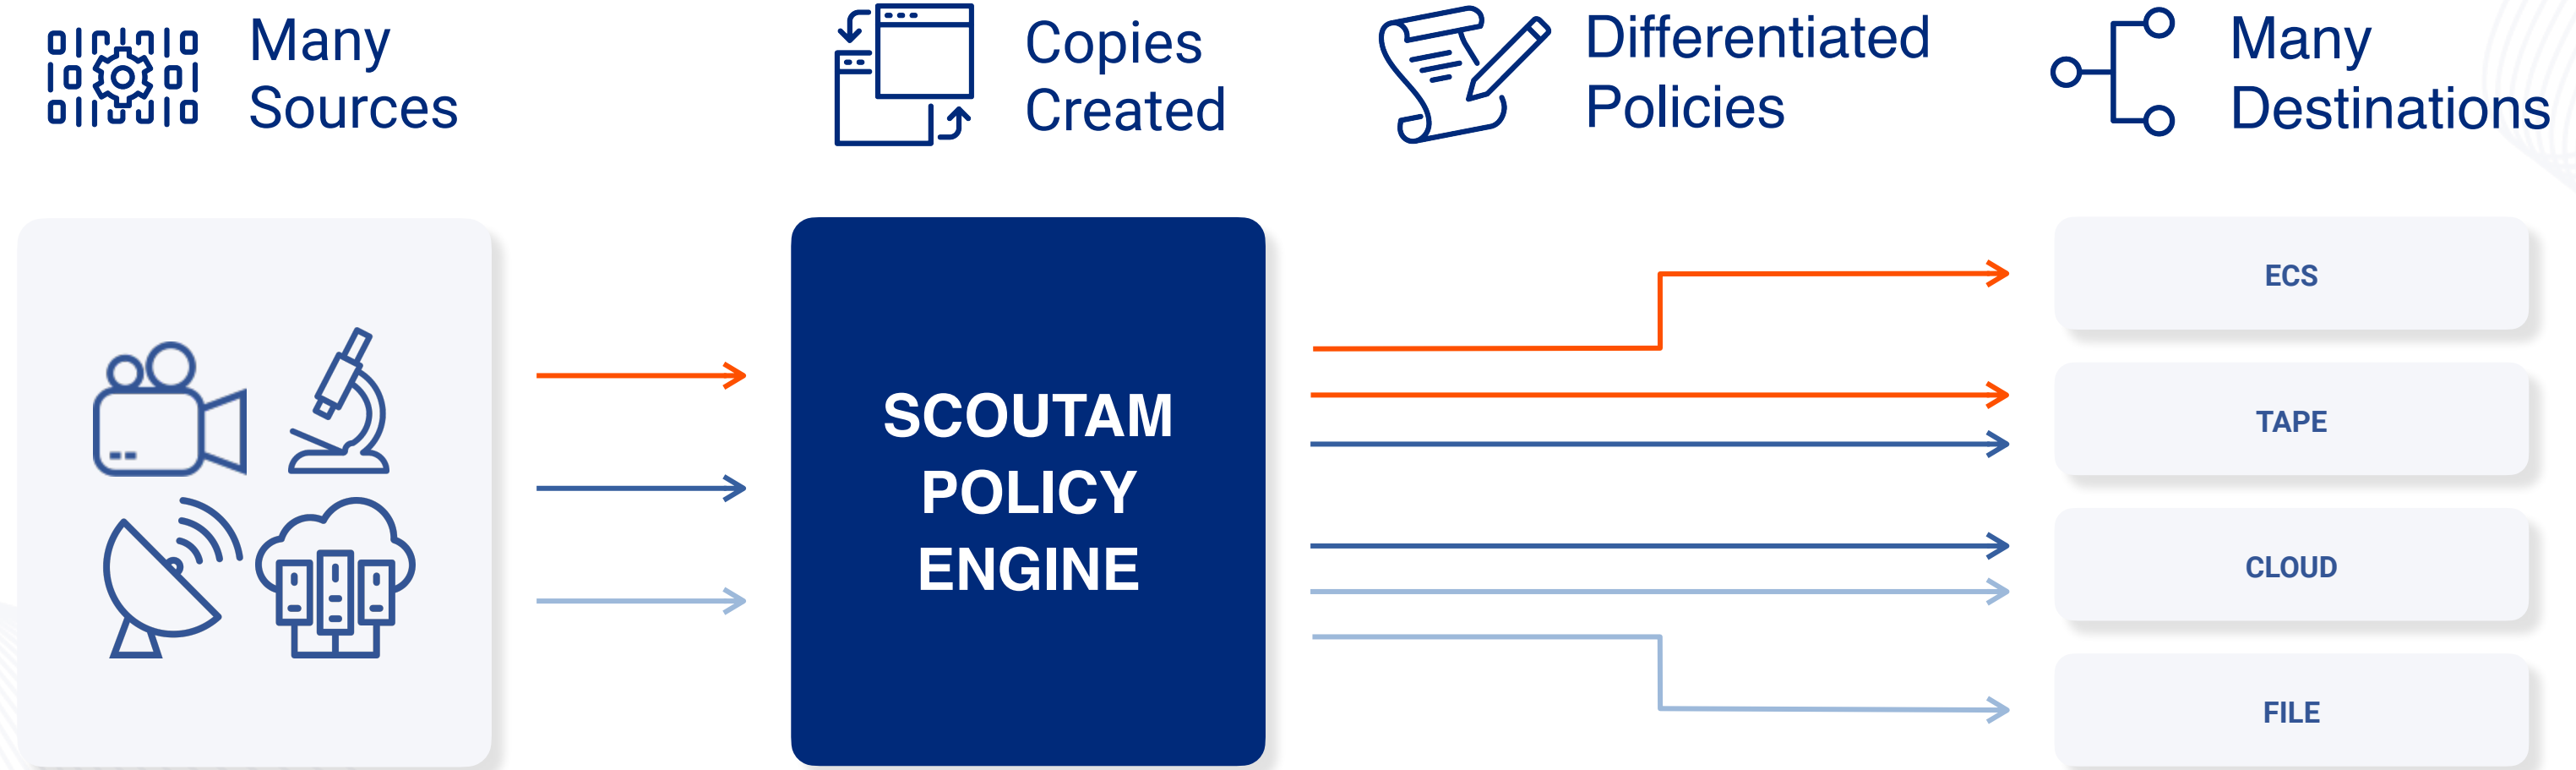 Many
Sources
Copies
Created
Differentiated
Policies
Many
Destinations
SCOUTAM
POLICY
ENGINE
ECS
TAPE
CLOUD
FILE